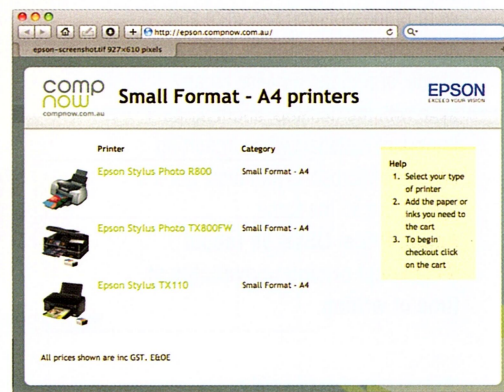 http://epson.compnow.com.au/
epson-screenshot.tif 927×610 pixels
comp
now
compnow.com.au
Small Format - A4 printers
EPSON
EXCEED YOUR VISION
Printer Category
Epson Stylus Photo R800 Small Format - A4
Epson Stylus Photo TX800FW Small Format - A4
Epson Stylus TX110 Small Format - A4
Help
1. Select your type
of printer
2. Add the paper or
inks you need to
the cart
3. To begin
checkout click
on the cart
All prices shown are inc GST. E&OE